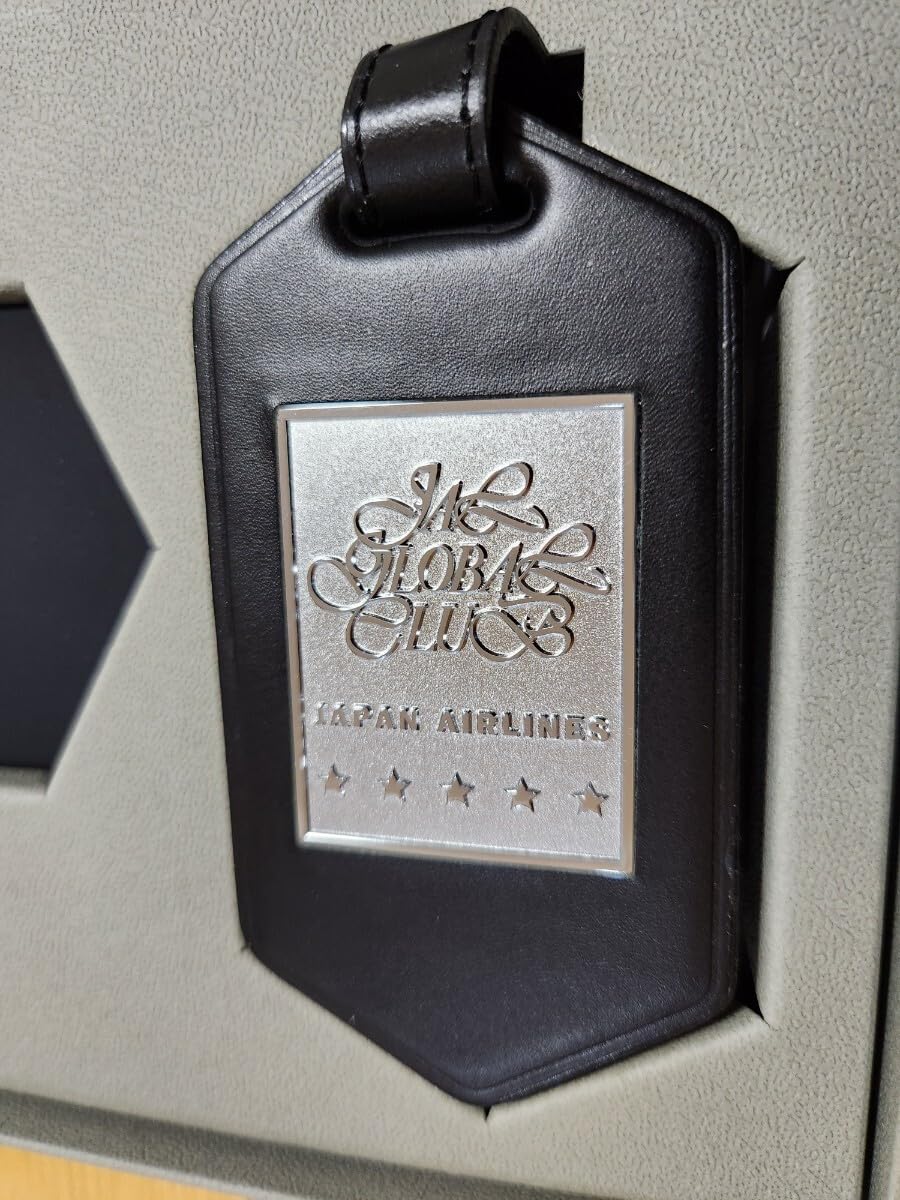 JAL
GLOBAL
CLUB
JAPAN AIRLINES
★ ★ ★ ★ ★